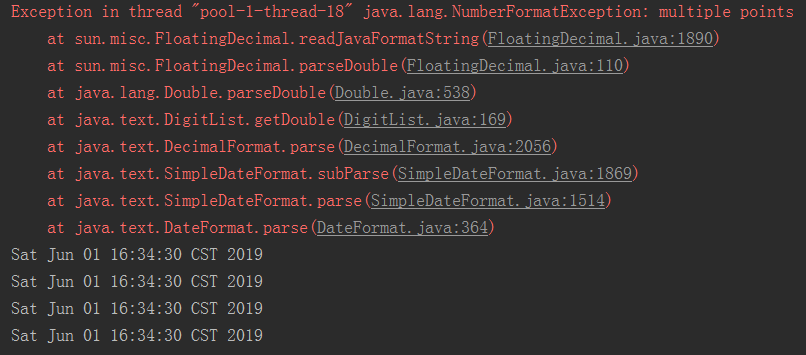 Exception in thread "pool-1-thread-18" java.lang.NumberFormatException: multiple points
at sun.misc.FloatingDecimal.readJavaFormatString(FloatingDecimal.java:1890)
at sun.misc.FloatingDecimal.parseDouble(FloatingDecimal.java:110)
at java.lang.Double.parseDouble(Double.java:538)
at java.text.DigitList.getDouble(DigitList.java:169)
at java.text.DecimalFormat.parse(DecimalFormat.java:2056)
at java.text.SimpleDateFormat.subParse(SimpleDateFormat.java:1869)
at java.text.SimpleDateFormat.parse(SimpleDateFormat.java:1514)
at java.text.DateFormat.parse(DateFormat.java:364)
Sat Jun 01 16:34:30 CST 2019
Sat Jun 01 16:34:30 CST 2019
Sat Jun 01 16:34:30 CST 2019
Sat Jun 01 16:34:30 CST 2019